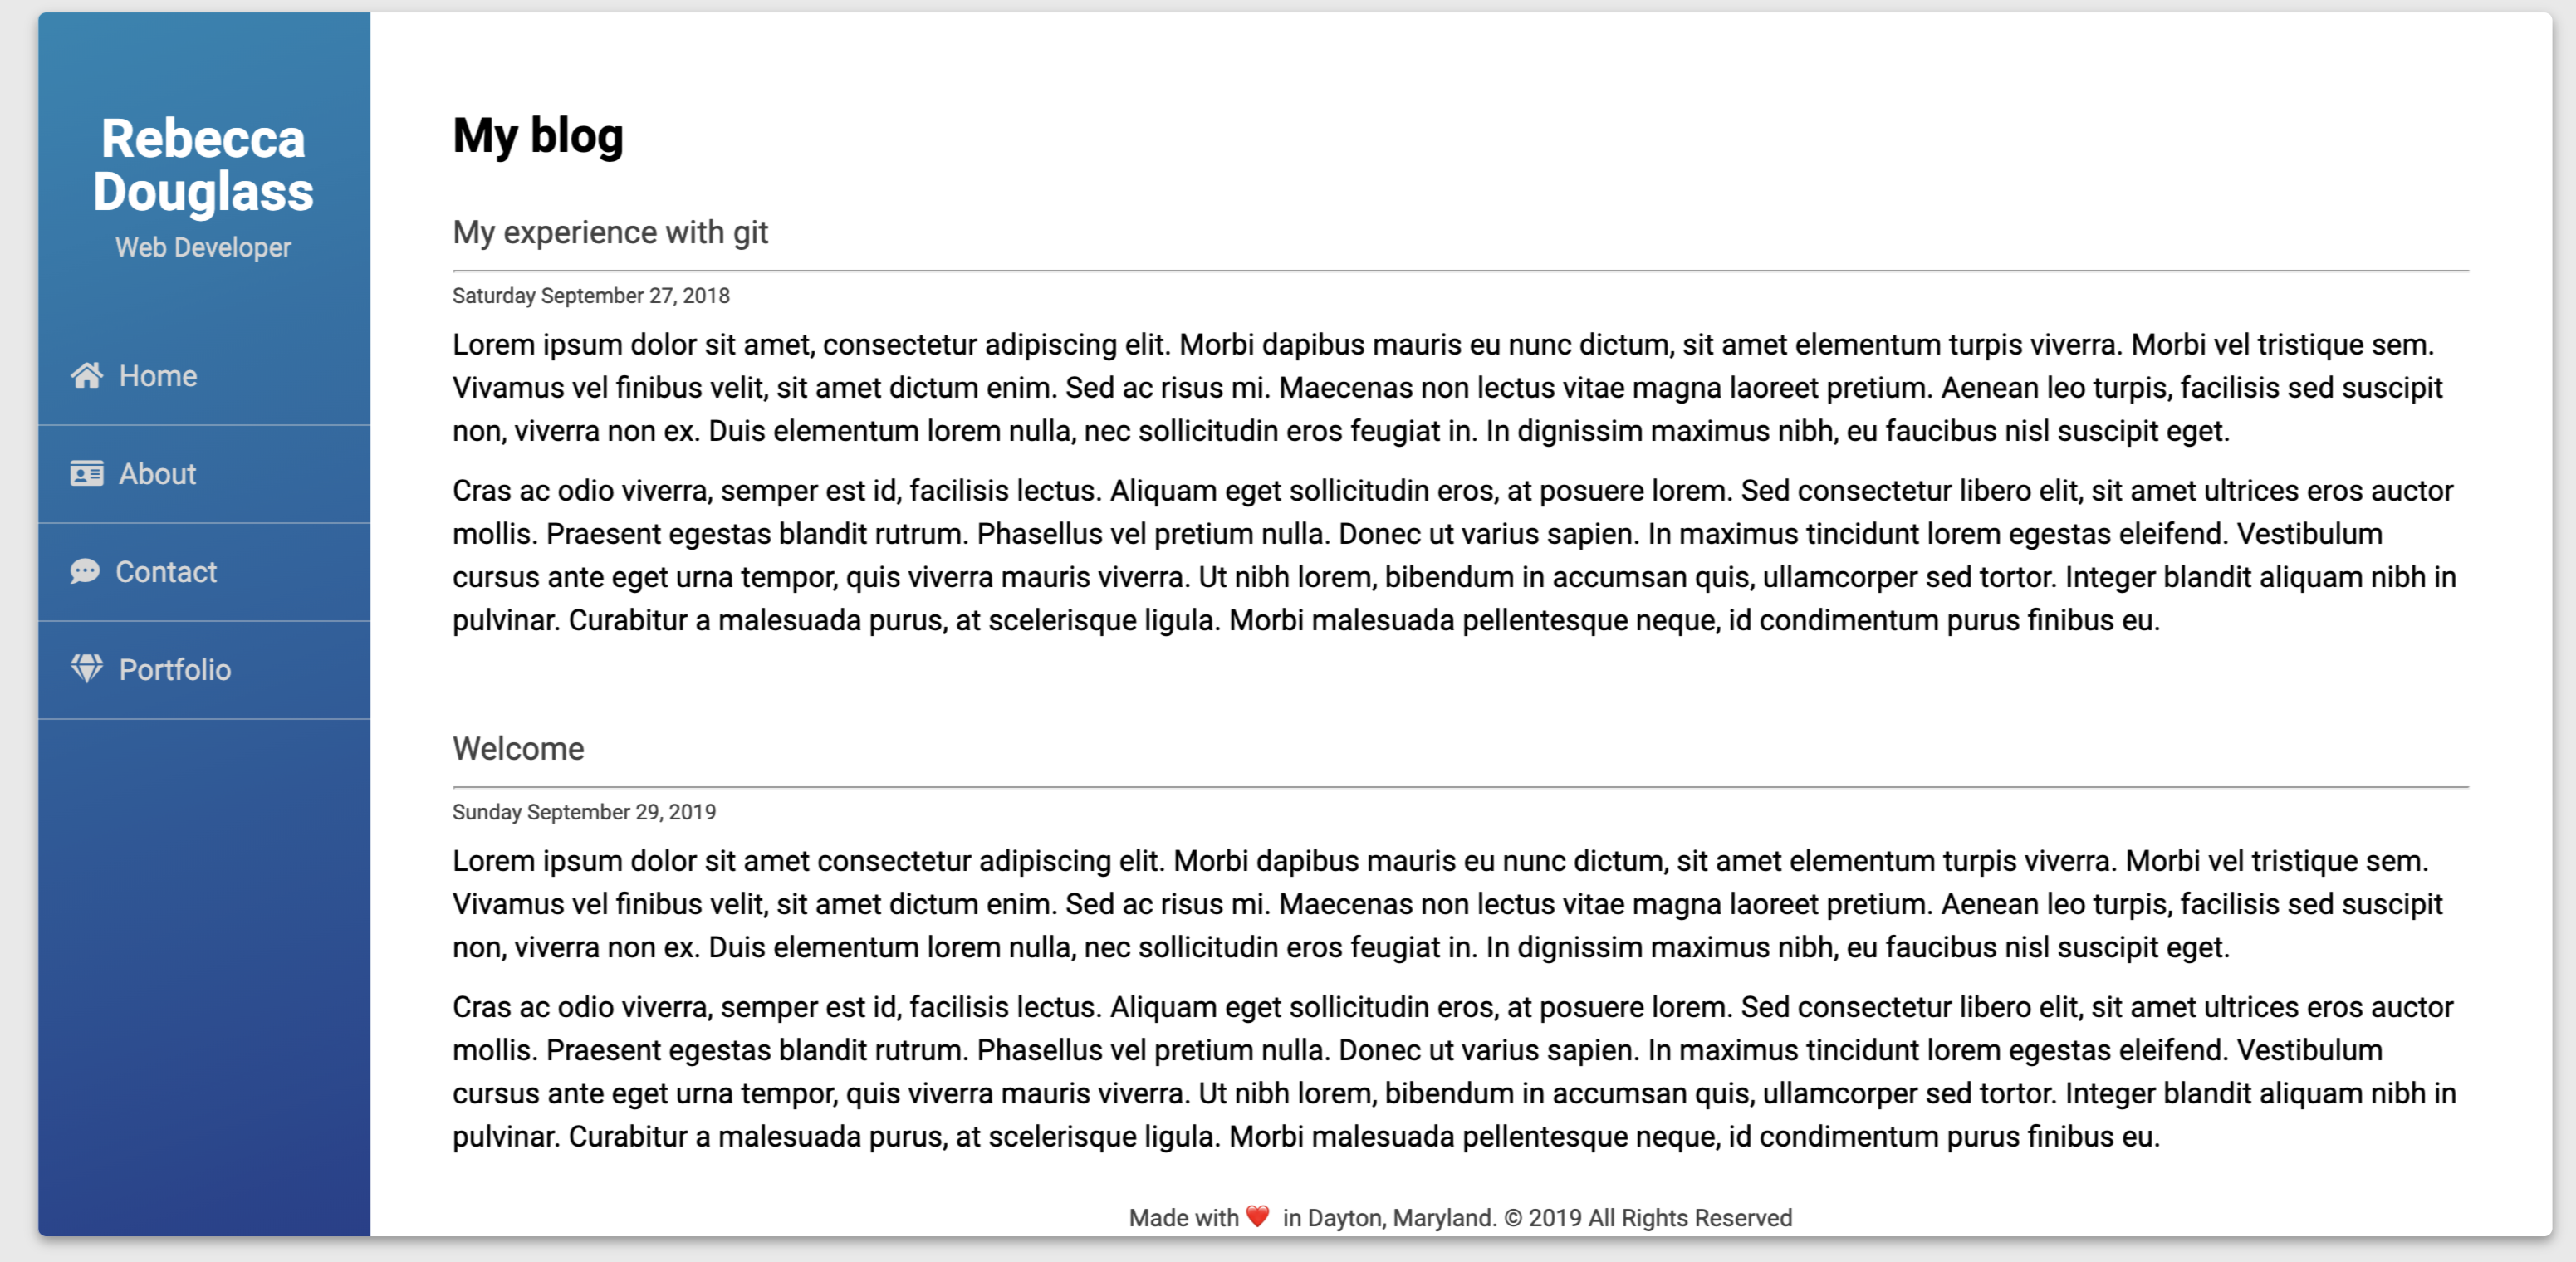 Rebecca
Douglass
Web Developer
Home
About
Contact
Portfolio
My blog
My experience with git
Saturday September 27, 2018
Lorem ipsum dolor sit amet, consectetur adipiscing elit. Morbi dapibus mauris eu nunc dictum, sit amet elementum turpis viverra. Morbi vel tristique sem.
Vivamus vel finibus velit, sit amet dictum enim. Sed ac risus mi. Maecenas non lectus vitae magna laoreet pretium. Aenean leo turpis, facilisis sed suscipit
non, viverra non ex. Duis elementum lorem nulla, nec sollicitudin eros feugiat in. In dignissim maximus nibh, eu faucibus nisl suscipit eget.
Cras ac odio viverra, semper est id, facilisis lectus. Aliquam eget sollicitudin eros, at posuere lorem. Sed consectetur libero elit, sit amet ultrices eros auctor
mollis. Praesent egestas blandit rutrum. Phasellus vel pretium nulla. Donec ut varius sapien. In maximus tincidunt lorem egestas eleifend. Vestibulum
cursus ante eget urna tempor, quis viverra mauris viverra. Ut nibh lorem, bibendum in accumsan quis, ullamcorper sed tortor. Integer blandit aliquam nibh in
pulvinar. Curabitur a malesuada purus, at scelerisque ligula. Morbi malesuada pellentesque neque, id condimentum purus finibus eu.
Welcome
Sunday September 29, 2019
Lorem ipsum dolor sit amet consectetur adipiscing elit. Morbi dapibus mauris eu nunc dictum, sit amet elementum turpis viverra. Morbi vel tristique sem.
Vivamus vel finibus velit, sit amet dictum enim. Sed ac risus mi. Maecenas non lectus vitae magna laoreet pretium. Aenean leo turpis, facilisis sed suscipit
non, viverra non ex. Duis elementum lorem nulla, nec sollicitudin eros feugiat in. In dignissim maximus nibh, eu faucibus nisl suscipit eget.
Cras ac odio viverra, semper est id, facilisis lectus. Aliquam eget sollicitudin eros, at posuere lorem. Sed consectetur libero elit, sit amet ultrices eros auctor
mollis. Praesent egestas blandit rutrum. Phasellus vel pretium nulla. Donec ut varius sapien. In maximus tincidunt lorem egestas eleifend. Vestibulum
cursus ante eget urna tempor, quis viverra mauris viverra. Ut nibh lorem, bibendum in accumsan quis, ullamcorper sed tortor. Integer blandit aliquam nibh in
pulvinar. Curabitur a malesuada purus, at scelerisque ligula. Morbi malesuada pellentesque neque, id condimentum purus finibus eu.
Made with ❤️ in Dayton, Maryland. © 2019 All Rights Reserved